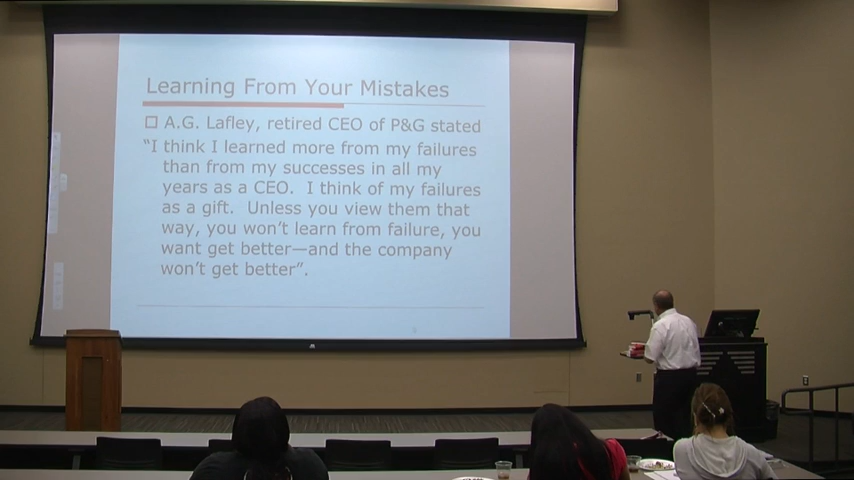 Learning From Your Mistakes
A.G. Lafley, retired CEO of P&G stated
“I think I learned more from my failures
than from my successes in all my
years as a CEO.  I think of my failures
as a gift.  Unless you view them that
way, you won’t learn from failure, you
want get better—and the company
won’t get better”.